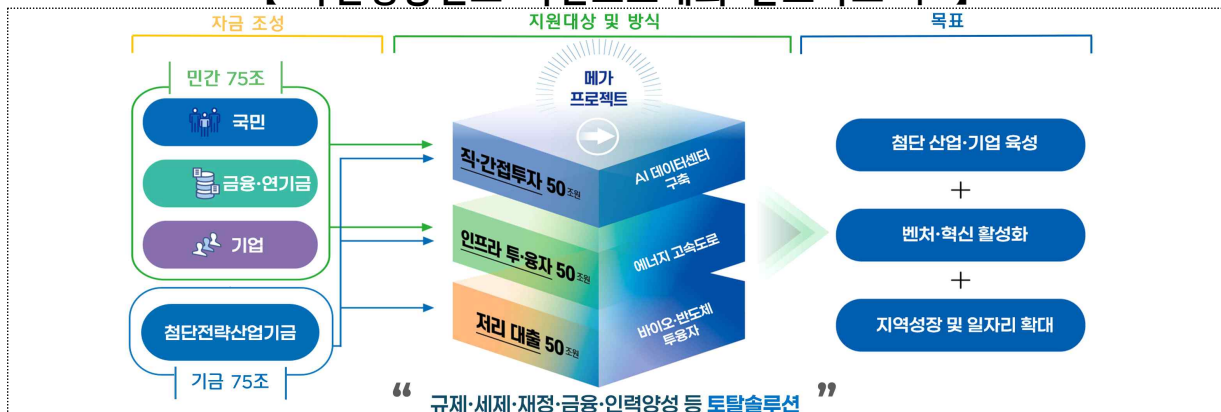 자금 조성
지원대상 및 방식
목표
민간 75조
국민
금융·연기금
기업
첨단전략산업기금
기금 75조
메가
프로젝트
직·간접투자 50조원
AI 데이터센터
구축
인프라 투·융자 50조원
에너지 고속도로
저리 대출 50조원
바이오·반도체
투융자
첨단 산업·기업 육성
+
벤처·혁신 활성화
+
지역성장 및 일자리 확대
“ 규제·세제·재정·금융·인력양성 등 토탈솔루션 ”